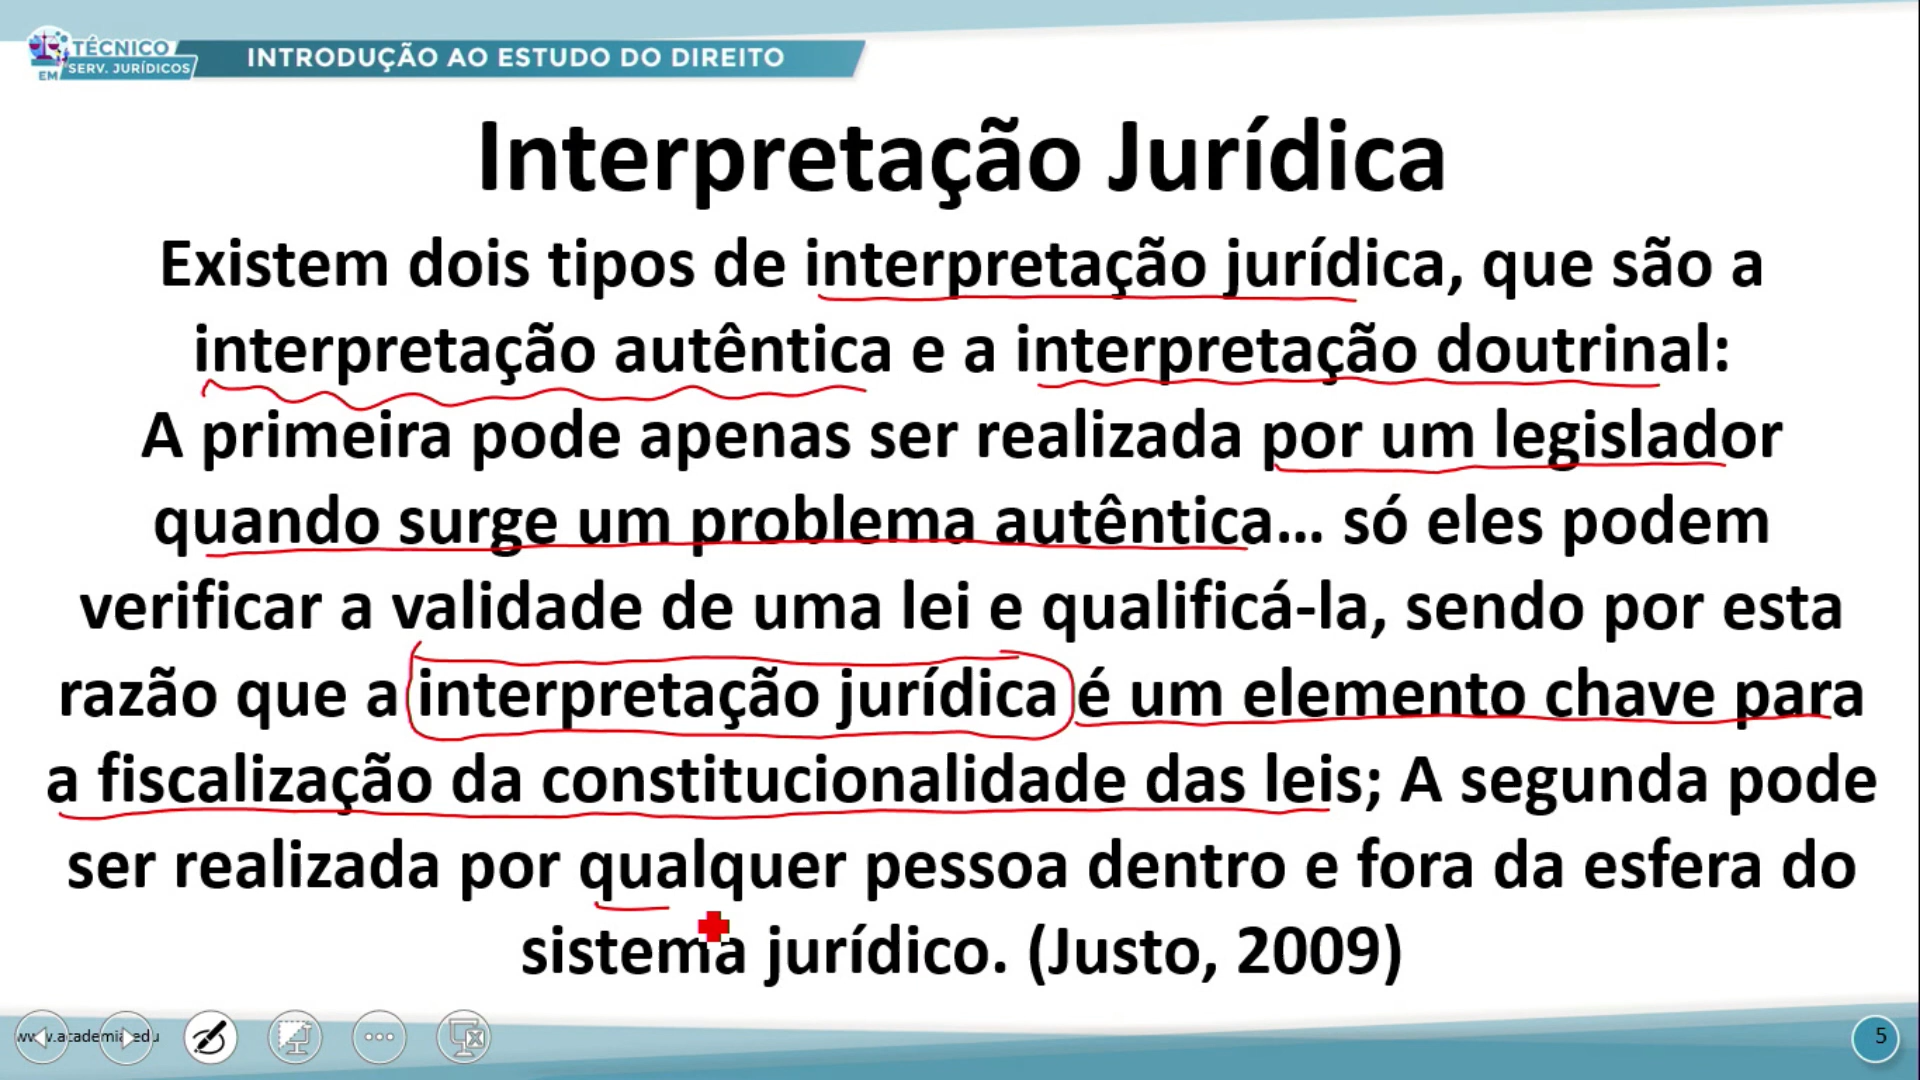 TÉCNICO
EM SERV. JURÍDICOS
INTRODUÇÃO AO ESTUDO DO DIREITO
Interpretação Jurídica
Existem dois tipos de interpretação jurídica, que são a
interpretação autêntica e a interpretação doutrinal:
A primeira pode apenas ser realizada por um legislador
quando surge um problema autêntica... só eles podem
verificar a validade de uma lei e qualificá-la, sendo por esta
razão que a interpretação jurídica é um elemento chave para
a fiscalização da constitucionalidade das leis; A segunda pode
ser realizada por qualquer pessoa dentro e fora da esfera do
sistema jurídico. (Justo, 2009)
www.academia.edu
5